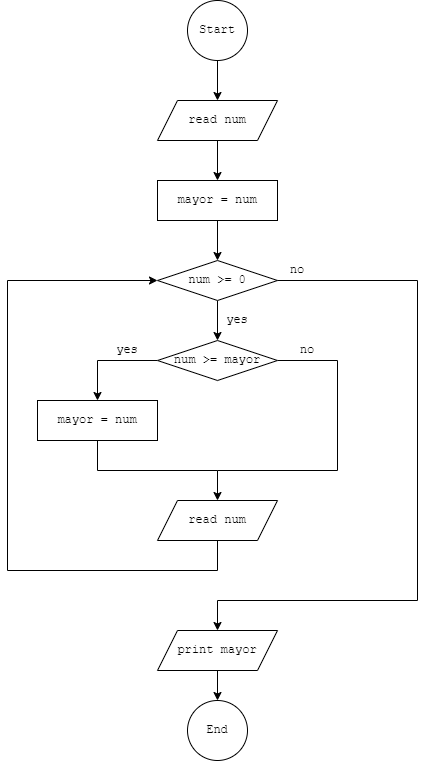 Start
read num
mayor = num
num >= 0
no
yes
yes
num >= mayor
no
mayor = num
read num
print mayor
End